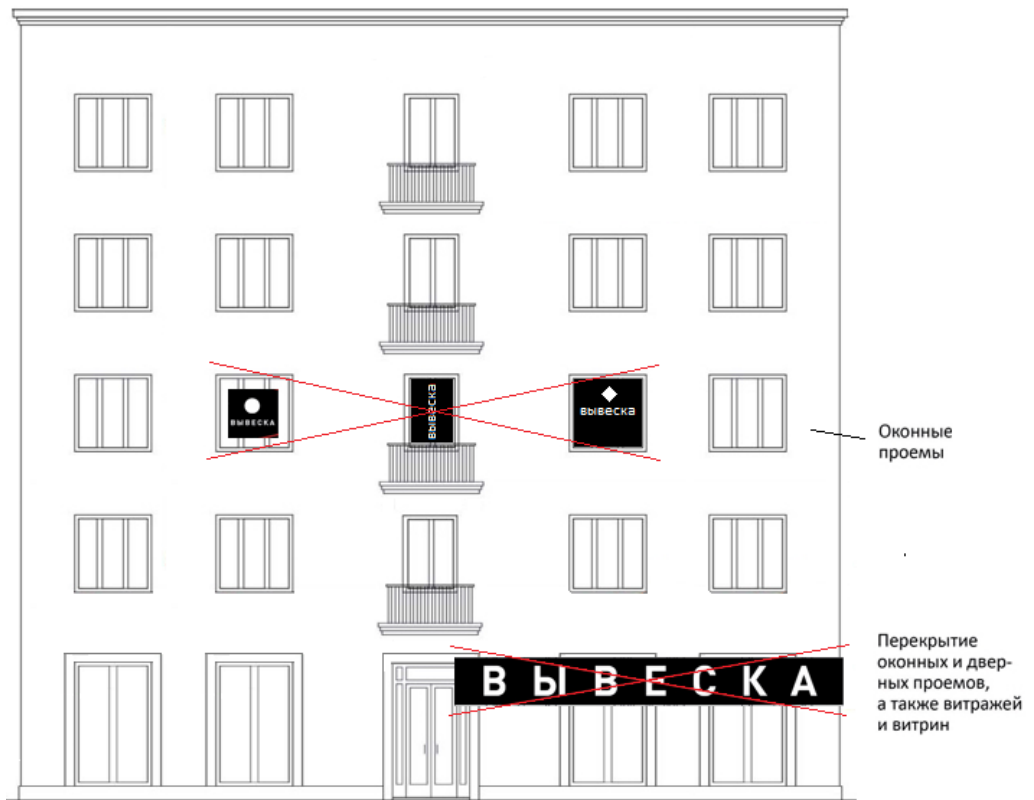 ВЫВЕСКА
вывеска
вывеска
Оконные
проемы
Перекрытие
оконных и двер-
ных проемов,
а также витражей
и витрин
ВЫВЕСКА